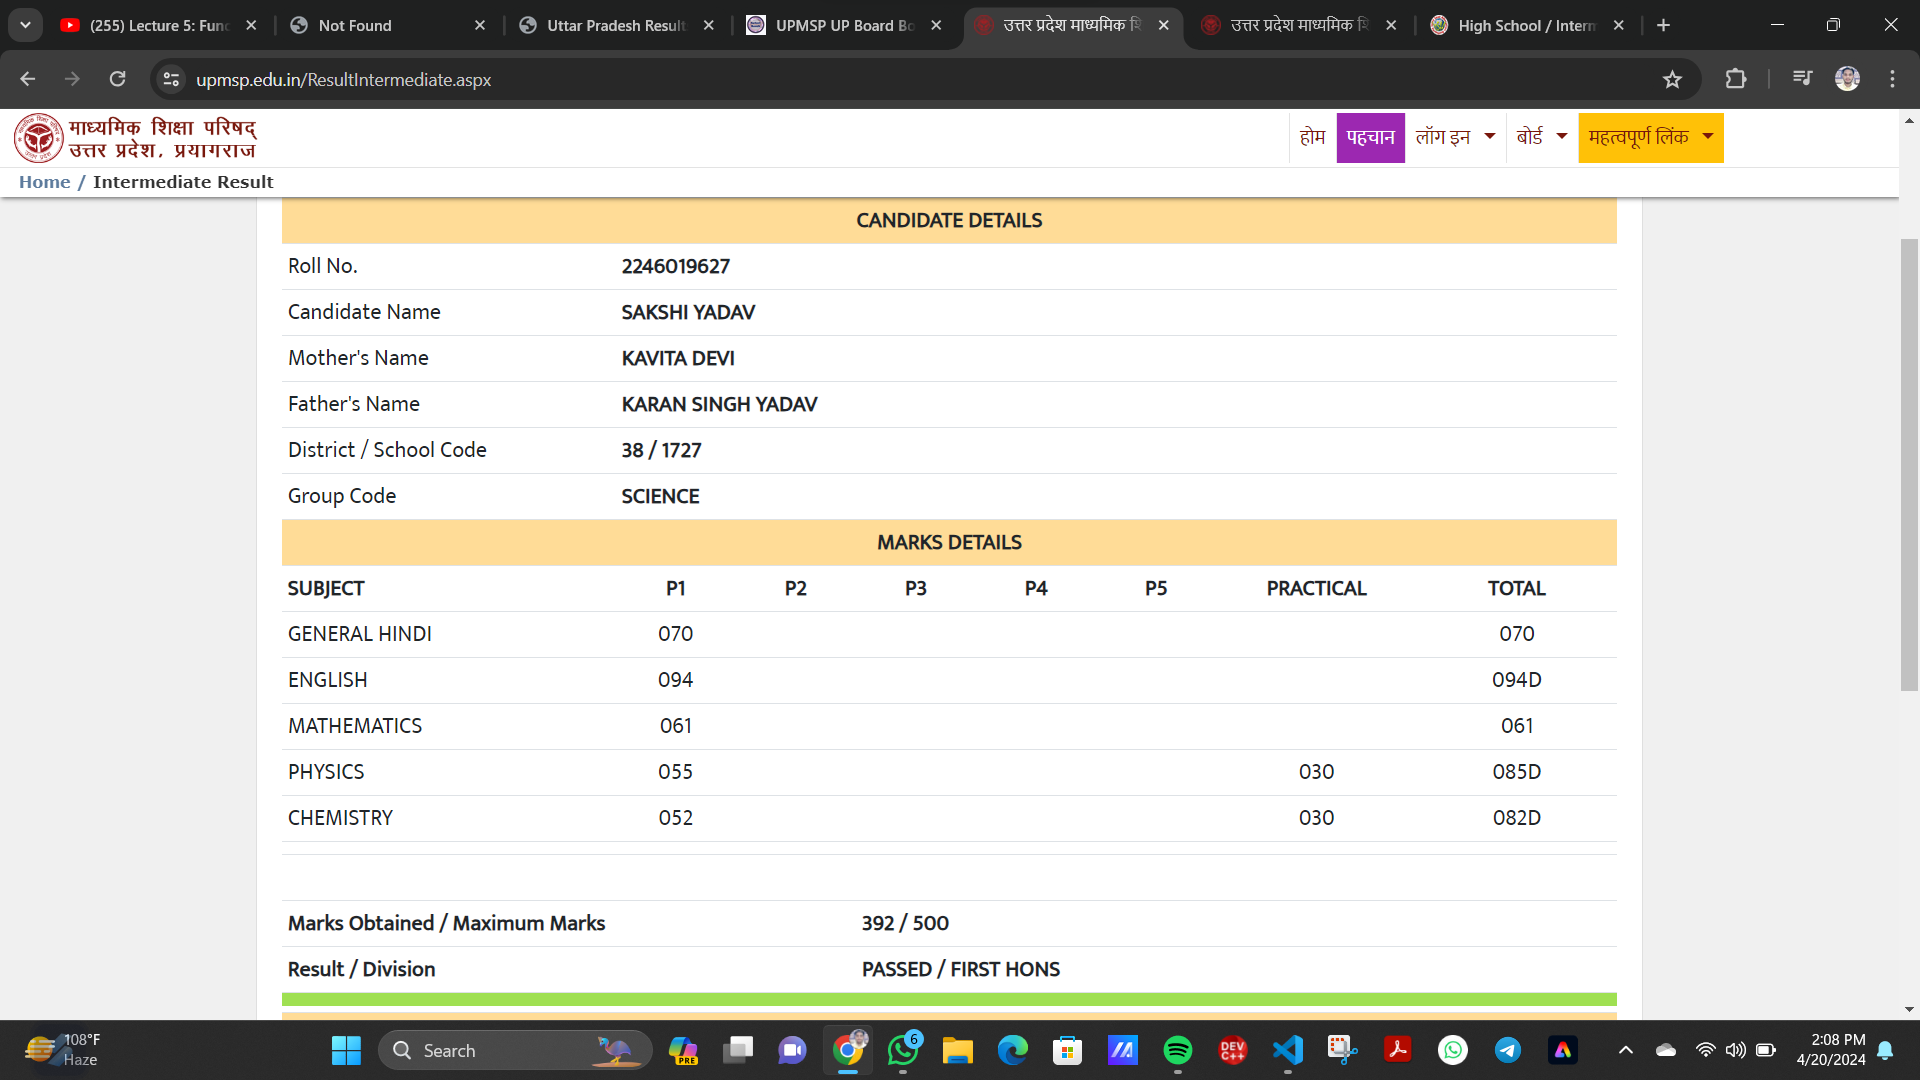 (255) Lecture 5: Fun
Not Found
Uttar Pradesh Result
UPMSP UP Board Bo
उत्तर प्रदेश माध्यमिक शि
उत्तर प्रदेश माध्यमिक शि
High School / Interm
upmsp.edu.in/ResultIntermediate.aspx
माध्यमिक शिक्षा परिषद्
उत्तर प्रदेश, प्रयागराज
होम पहचान लॉग इन बोर्ड महत्वपूर्ण लिंक
Home / Intermediate Result
CANDIDATE DETAILS
Roll No. 2246019627
Candidate Name SAKSHI YADAV
Mother's Name KAVITA DEVI
Father's Name KARAN SINGH YADAV
District / School Code 38 / 1727
Group Code SCIENCE
MARKS DETAILS
SUBJECT P1 P2 P3 P4 P5 PRACTICAL TOTAL
GENERAL HINDI 070 070
ENGLISH 094 094D
MATHEMATICS 061 061
PHYSICS 055 030 085D
CHEMISTRY 052 030 082D
Marks Obtained / Maximum Marks 392 / 500
Result / Division PASSED / FIRST HONS
108°F
Haze
Search
PRE
6
DEV
C++
2:08 PM
4/20/2024